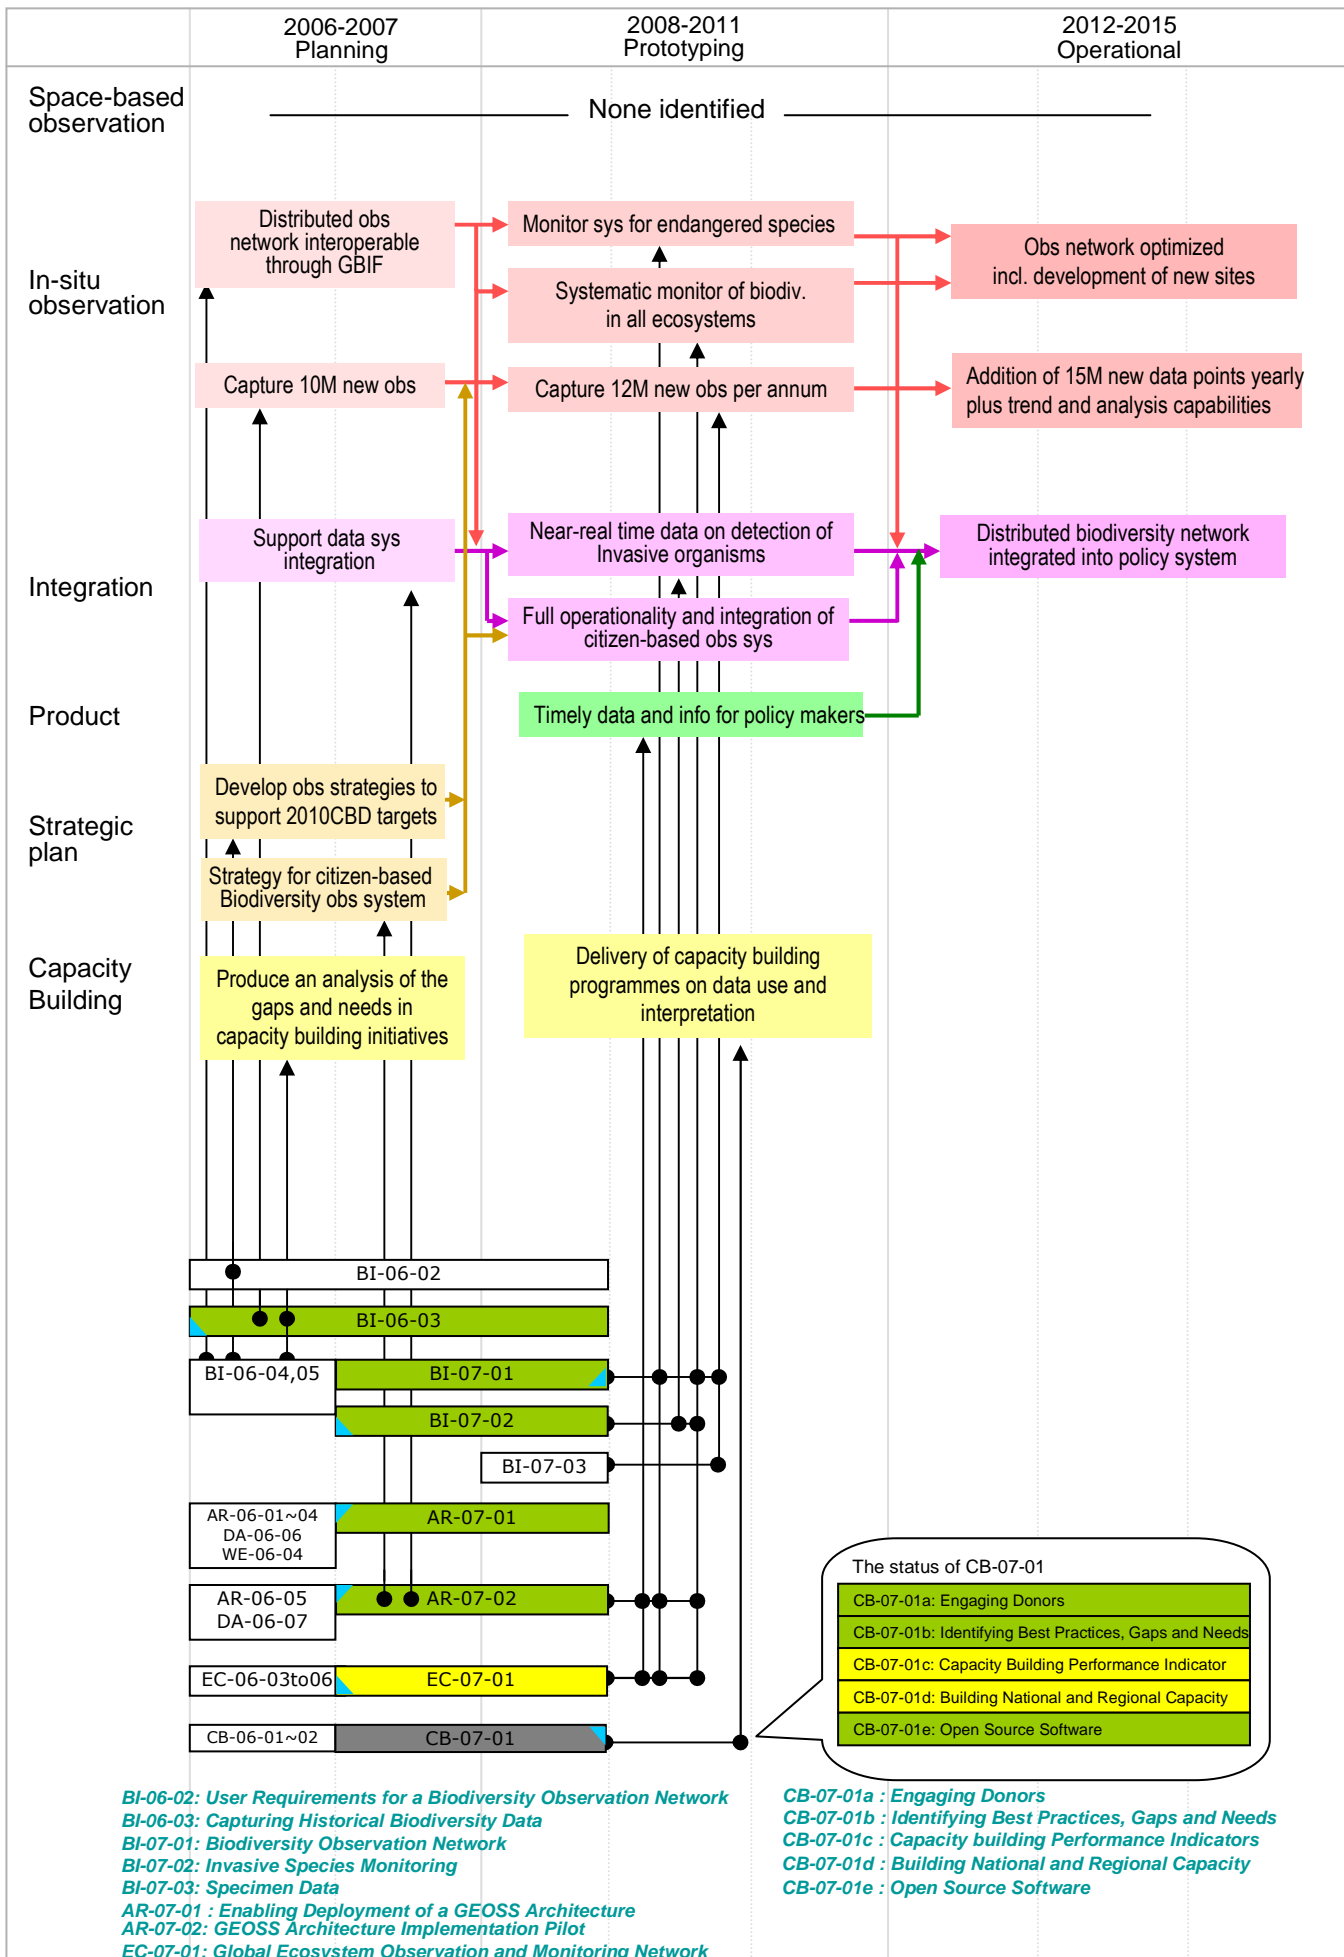 2006-2007
Planning
2008-2011
Prototyping
2012-2015
Operational
Space-based
observation
None identified
In-situ
observation
Distributed obs
network interoperable
through GBIF
Monitor sys for endangered species
Systematic monitor of biodiv.
in all ecosystems
Obs network optimized
incl. development of new sites
Capture 10M new obs
Capture 12M new obs per annum
Addition of 15M new data points yearly
plus trend and analysis capabilities
Integration
Support data sys
integration
Near-real time data on detection of
Invasive organisms
Full operationality and integration of
citizen-based obs sys
Distributed biodiversity network
integrated into policy system
Product
Timely data and info for policy makers
Strategic
plan
Develop obs strategies to
support 2010CBD targets
Strategy for citizen-based
Biodiversity obs system
Capacity
Building
Produce an analysis of the
gaps and needs in
capacity building initiatives
Delivery of capacity building
programmes on data use and
interpretation
BI-06-02
BI-06-03
BI-06-04,05
BI-07-01
BI-07-02
BI-07-03
AR-06-01~04
DA-06-06
WE-06-04
AR-07-01
AR-06-05
DA-06-07
AR-07-02
EC-06-03to06
EC-07-01
CB-06-01~02
CB-07-01
The status of CB-07-01
CB-07-01a: Engaging Donors
CB-07-01b: Identifying Best Practices, Gaps and Needs
CB-07-01c: Capacity Building Performance Indicator
CB-07-01d: Building National and Regional Capacity
CB-07-01e: Open Source Software
BI-06-02: User Requirements for a Biodiversity Observation Network
BI-06-03: Capturing Historical Biodiversity Data
BI-07-01: Biodiversity Observation Network
BI-07-02: Invasive Species Monitoring
BI-07-03: Specimen Data
AR-07-01 : Enabling Deployment of a GEOSS Architecture
AR-07-02: GEOSS Architecture Implementation Pilot
EC-07-01: Global Ecosystem Observation and Monitoring Network
CB-07-01a : Engaging Donors
CB-07-01b : Identifying Best Practices, Gaps and Needs
CB-07-01c : Capacity building Performance Indicators
CB-07-01d : Building National and Regional Capacity
CB-07-01e : Open Source Software